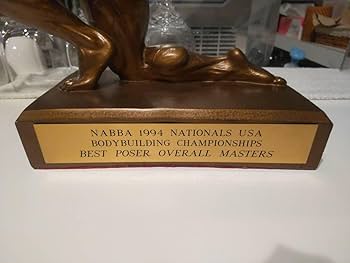 NABBA 1994 NATIONALS USA
BODYBUILDING CHAMPIONSHIPS
BEST POSER OVERALL MASTERS